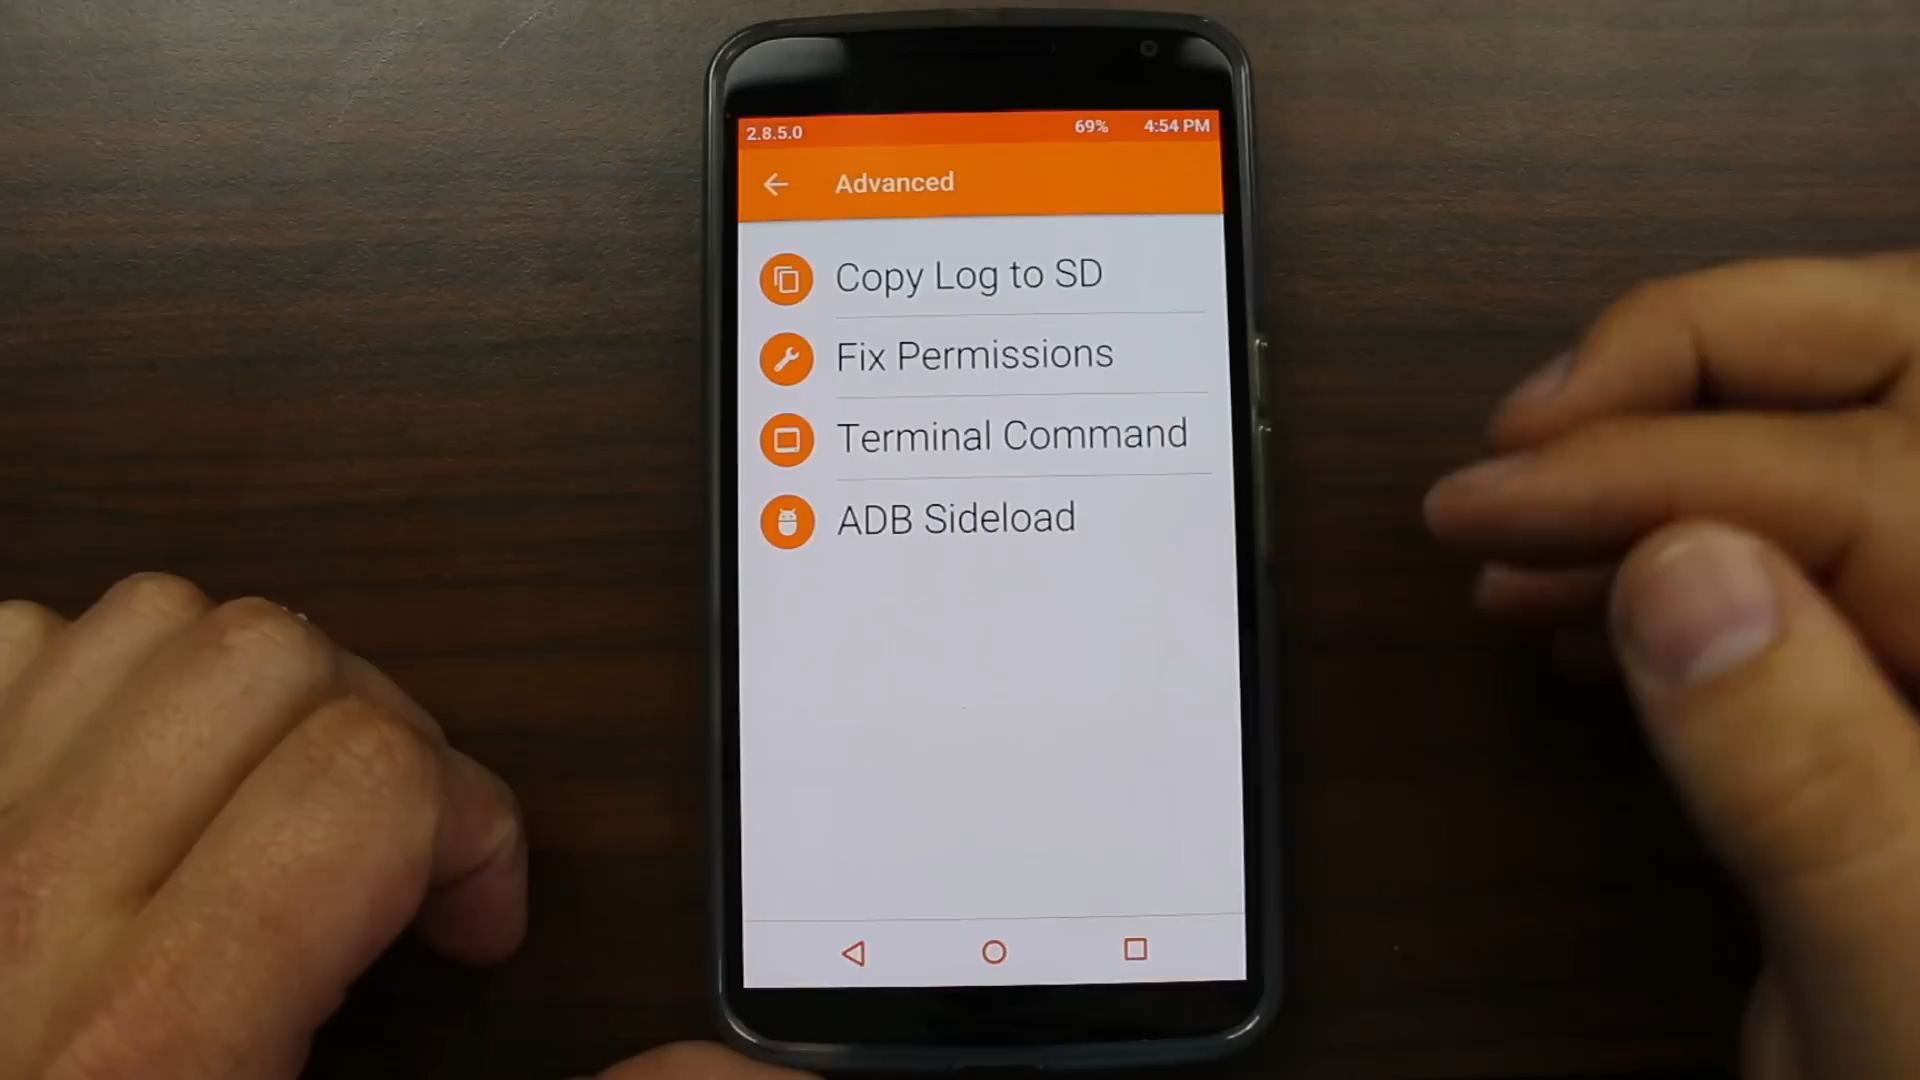 2.8.5.0 69% 4:54 PM
Advanced
Copy Log to SD
Fix Permissions
Terminal Command
ADB Sideload